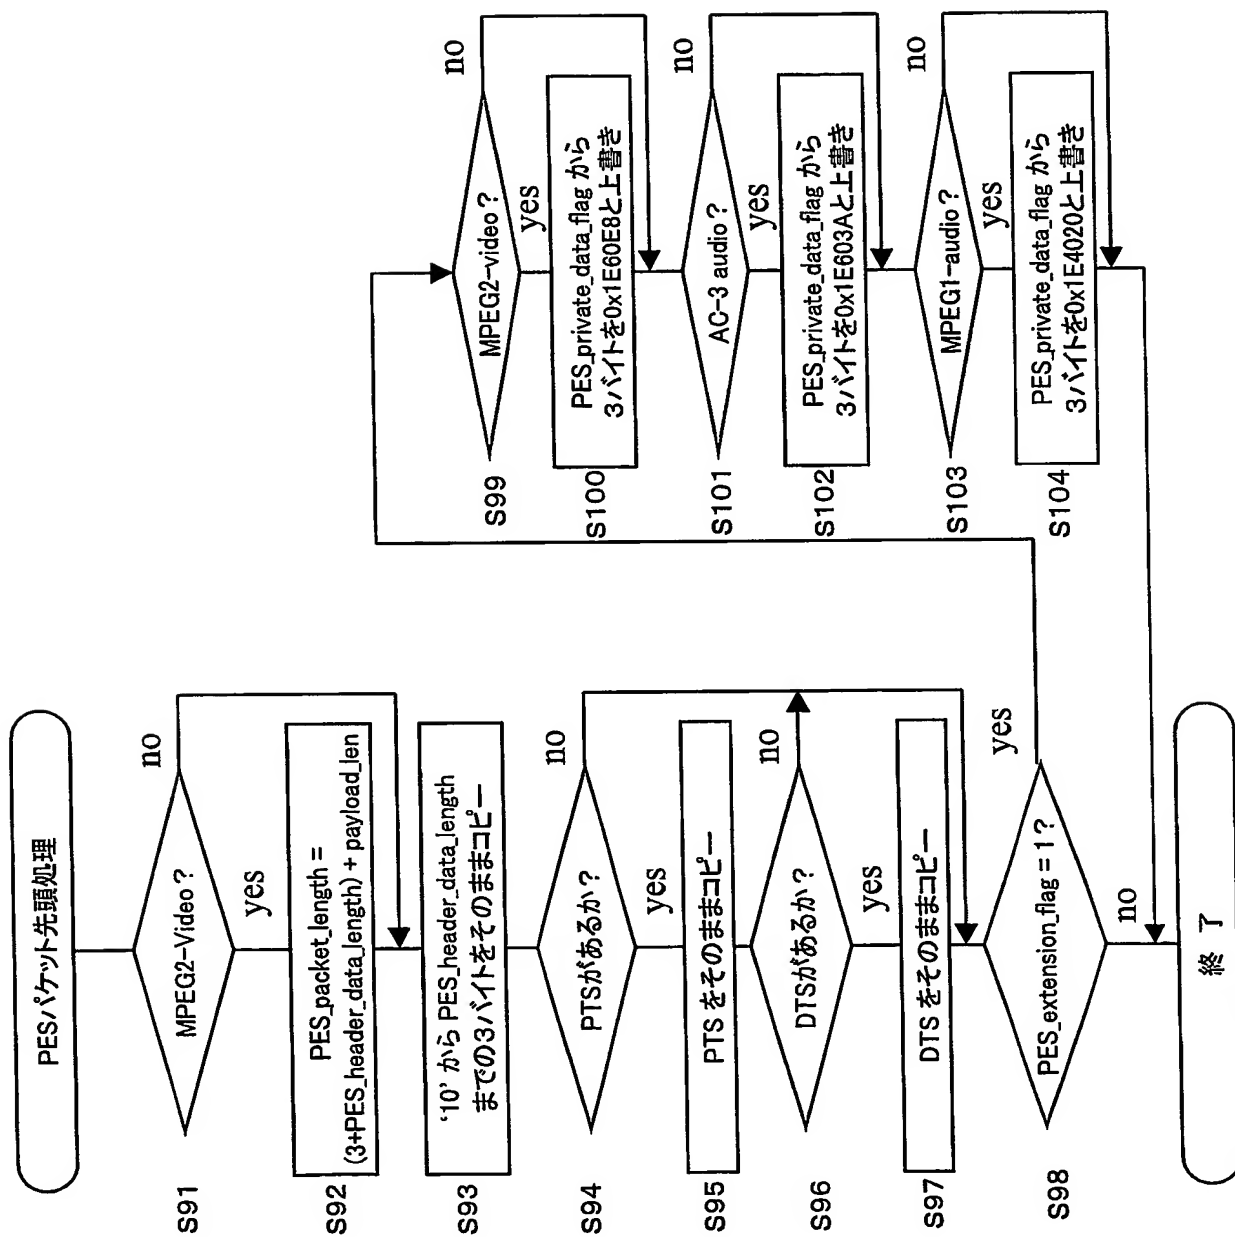 PESパケット先頭処理
S91
MPEG2-Video？
no
yes
S92
PES_packet_length =
(3+PES_header_data_length) + payload_len
S93
‘10’ から PES_header_data_length
までの3バイトをそのままコピー
S94
PTSがあるか？
no
yes
S95
PTS をそのままコピー
S96
DTSがあるか？
no
yes
S97
DTS をそのままコピー
S98
PES_extension_flag = 1？
yes
no
終 了
S99
MPEG2-video？
no
yes
S100
PES_private_data_flag から
3バイトを0x1E60E8と上書き
S101
AC-3 audio？
no
yes
S102
PES_private_data_flag から
3バイトを0x1E603Aと上書き
S103
MPEG1-audio？
no
yes
S104
PES_private_data_flag から
3バイトを0x1E4020と上書き